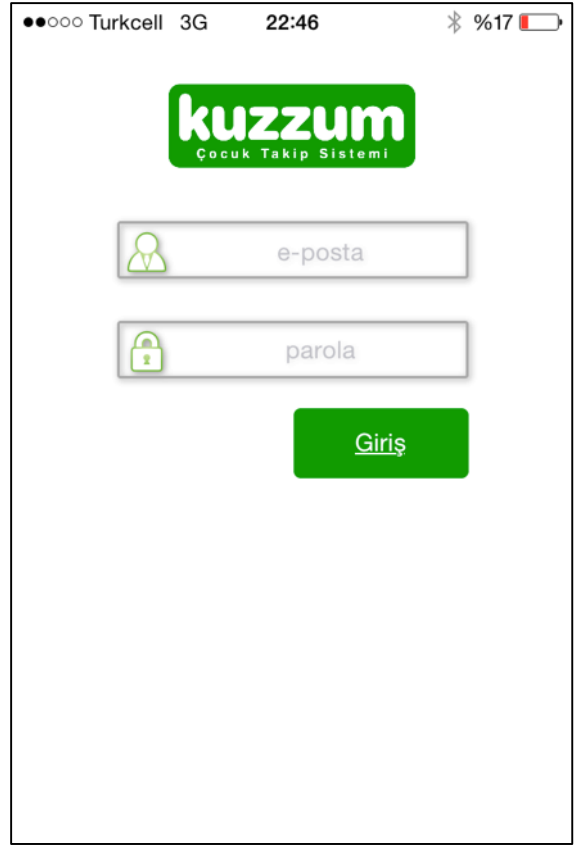 Turkcell 3G 22:46 %17
kuzzum
Çocuk Takip Sistemi
e-posta
parola
Giriş